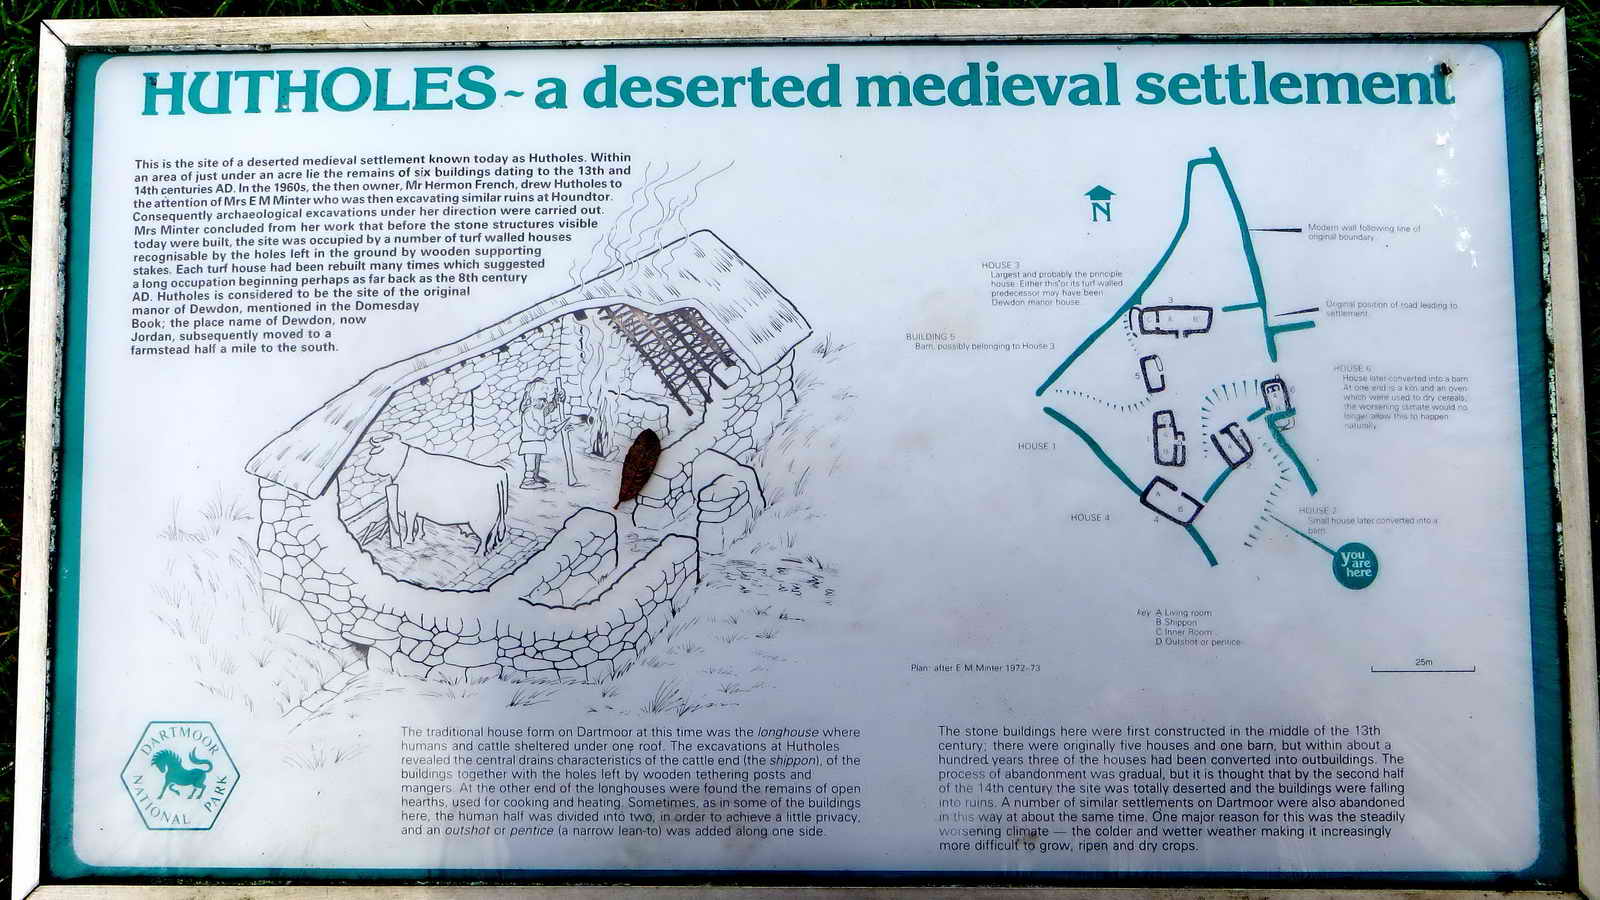 HUTHOLES ~ a deserted medieval settlement
This is the site of a deserted medieval settlement known today as Hutholes. Within
an area of just under an acre lie the remains of six buildings dating to the 13th and
14th centuries AD. In the 1960s, the then owner, Mr Hermon French, drew Hutholes to
the attention of Mrs E M Minter who was then excavating similar ruins at Houndtor.
Consequently archaeological excavations under her direction were carried out.
Mrs Minter concluded from her work that before the stone structures visible
today were built, the site was occupied by a number of turf walled houses
recognisable by the holes left in the ground by wooden supporting
stakes. Each turf house had been rebuilt many times which suggested
a long occupation beginning perhaps as far back as the 8th century
AD. Hutholes is considered to be the site of the original
manor of Dewdon, mentioned in the Domesday
Book; the place name of Dewdon, now
Jordan, subsequently moved to a
farmstead half a mile to the south.
N
Modern wall following line of
original boundary.
HOUSE 3
Largest and probably the principle
house. Either this or its turf walled
predecessor may have been
Dewdon manor house.
Original position of road leading to
settlement.
BUILDING 5
Barn, possibly belonging to House 3
HOUSE 6
House later converted into a barn.
At one end is a kiln and an oven
which were used to dry cereals,
the worsening climate would no
longer allow this to happen
naturally.
3
C A B
5
HOUSE 1
2
HOUSE 4
A B
4
HOUSE 2
Small house later converted into a
barn.
you
are
here
key A Living room
B Shippon
C Inner Room
D Outshot or pentice
Plan: after E M Minter 1972-73
25m
DARTMOOR
NATIONAL PARK
The traditional house form on Dartmoor at this time was the longhouse where
humans and cattle sheltered under one roof. The excavations at Hutholes
revealed the central drains characteristics of the cattle end (the shippon), of the
buildings together with the holes left by wooden tethering posts and
mangers. At the other end of the longhouses were found the remains of open
hearths, used for cooking and heating. Sometimes, as in some of the buildings
here, the human half was divided into two, in order to achieve a little privacy,
and an outshot or pentice (a narrow lean-to) was added along one side.
The stone buildings here were first constructed in the middle of the 13th
century; there were originally five houses and one barn, but within about a
hundred years three of the houses had been converted into outbuildings. The
process of abandonment was gradual, but it is thought that by the second half
of the 14th century the site was totally deserted and the buildings were falling
into ruins. A number of similar settlements on Dartmoor were also abandoned
in this way at about the same time. One major reason for this was the steadily
worsening climate — the colder and wetter weather making it increasingly
more difficult to grow, ripen and dry crops.